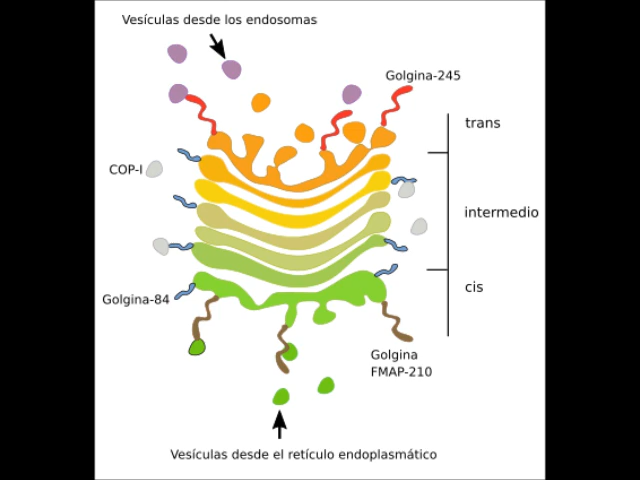 Vesículas desde los endosomas
Golgina-245
trans
COP-I
intermedio
cis
Golgina-84
Golgina
FMAP-210
Vesículas desde el retículo endoplasmático